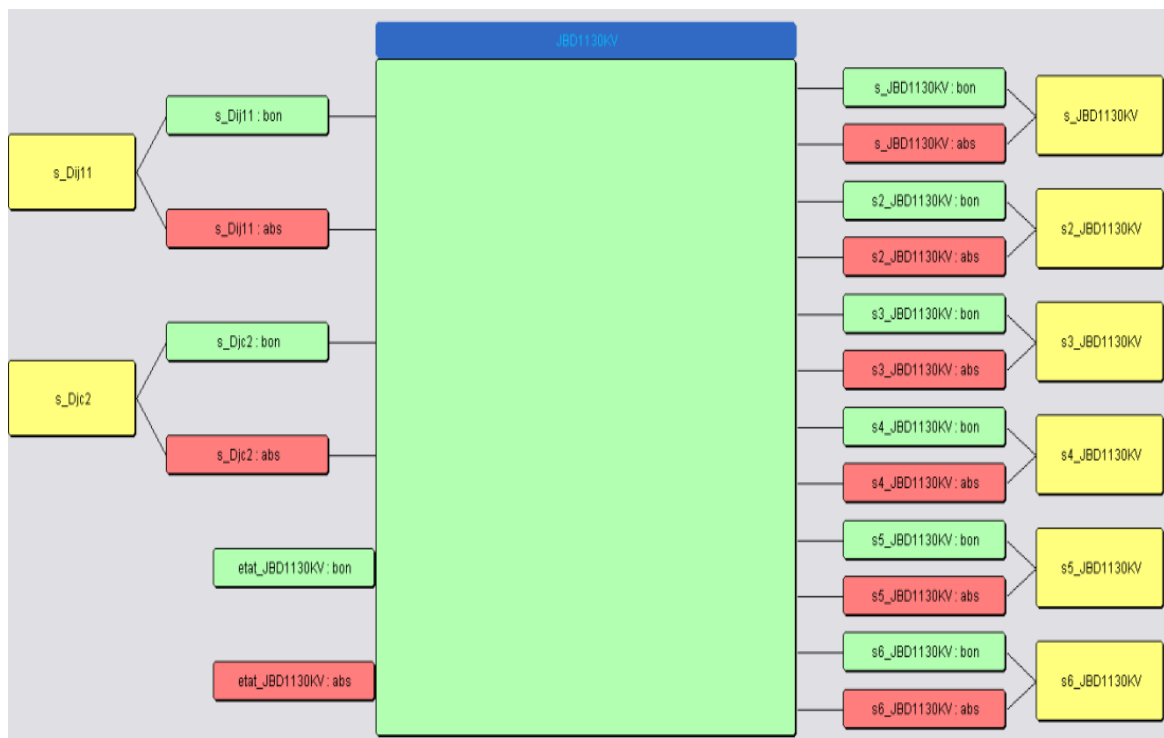 JBD1130KV
s_Dij11
s_Dij11 : bon
s_Dij11 : abs
s_Djc2
s_Djc2 : bon
s_Djc2 : abs
etat_JBD1130KV : bon
etat_JBD1130KV : abs
s_JBD1130KV : bon
s_JBD1130KV : abs
s_JBD1130KV
s2_JBD1130KV : bon
s2_JBD1130KV : abs
s2_JBD1130KV
s3_JBD1130KV : bon
s3_JBD1130KV : abs
s3_JBD1130KV
s4_JBD1130KV : bon
s4_JBD1130KV : abs
s4_JBD1130KV
s5_JBD1130KV : bon
s5_JBD1130KV : abs
s5_JBD1130KV
s6_JBD1130KV : bon
s6_JBD1130KV : abs
s6_JBD1130KV